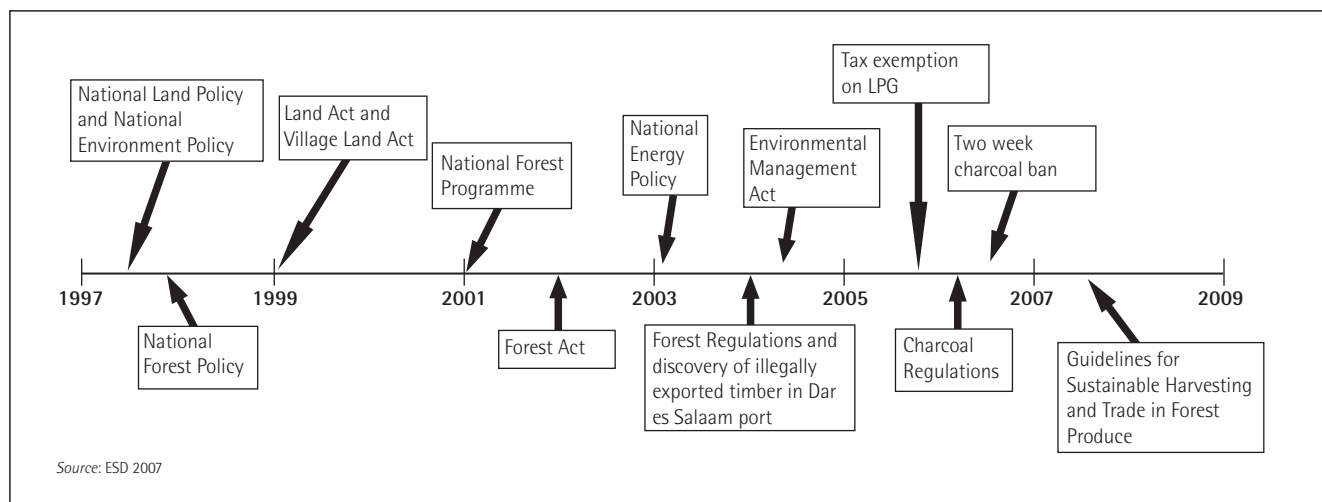 National Land Policy
and National
Environment Policy
Land Act and
Village Land Act
National Forest
Programme
National
Energy
Policy
Environmental
Management
Act
Tax exemption
on LPG
Two week
charcoal ban
1997
1999
2001
2003
2005
2007
2009
National
Forest Policy
Forest Act
Forest Regulations and
discovery of illegally
exported timber in Dar
es Salaam port
Charcoal
Regulations
Guidelines for
Sustainable Harvesting
and Trade in Forest
Produce
Source: ESD 2007